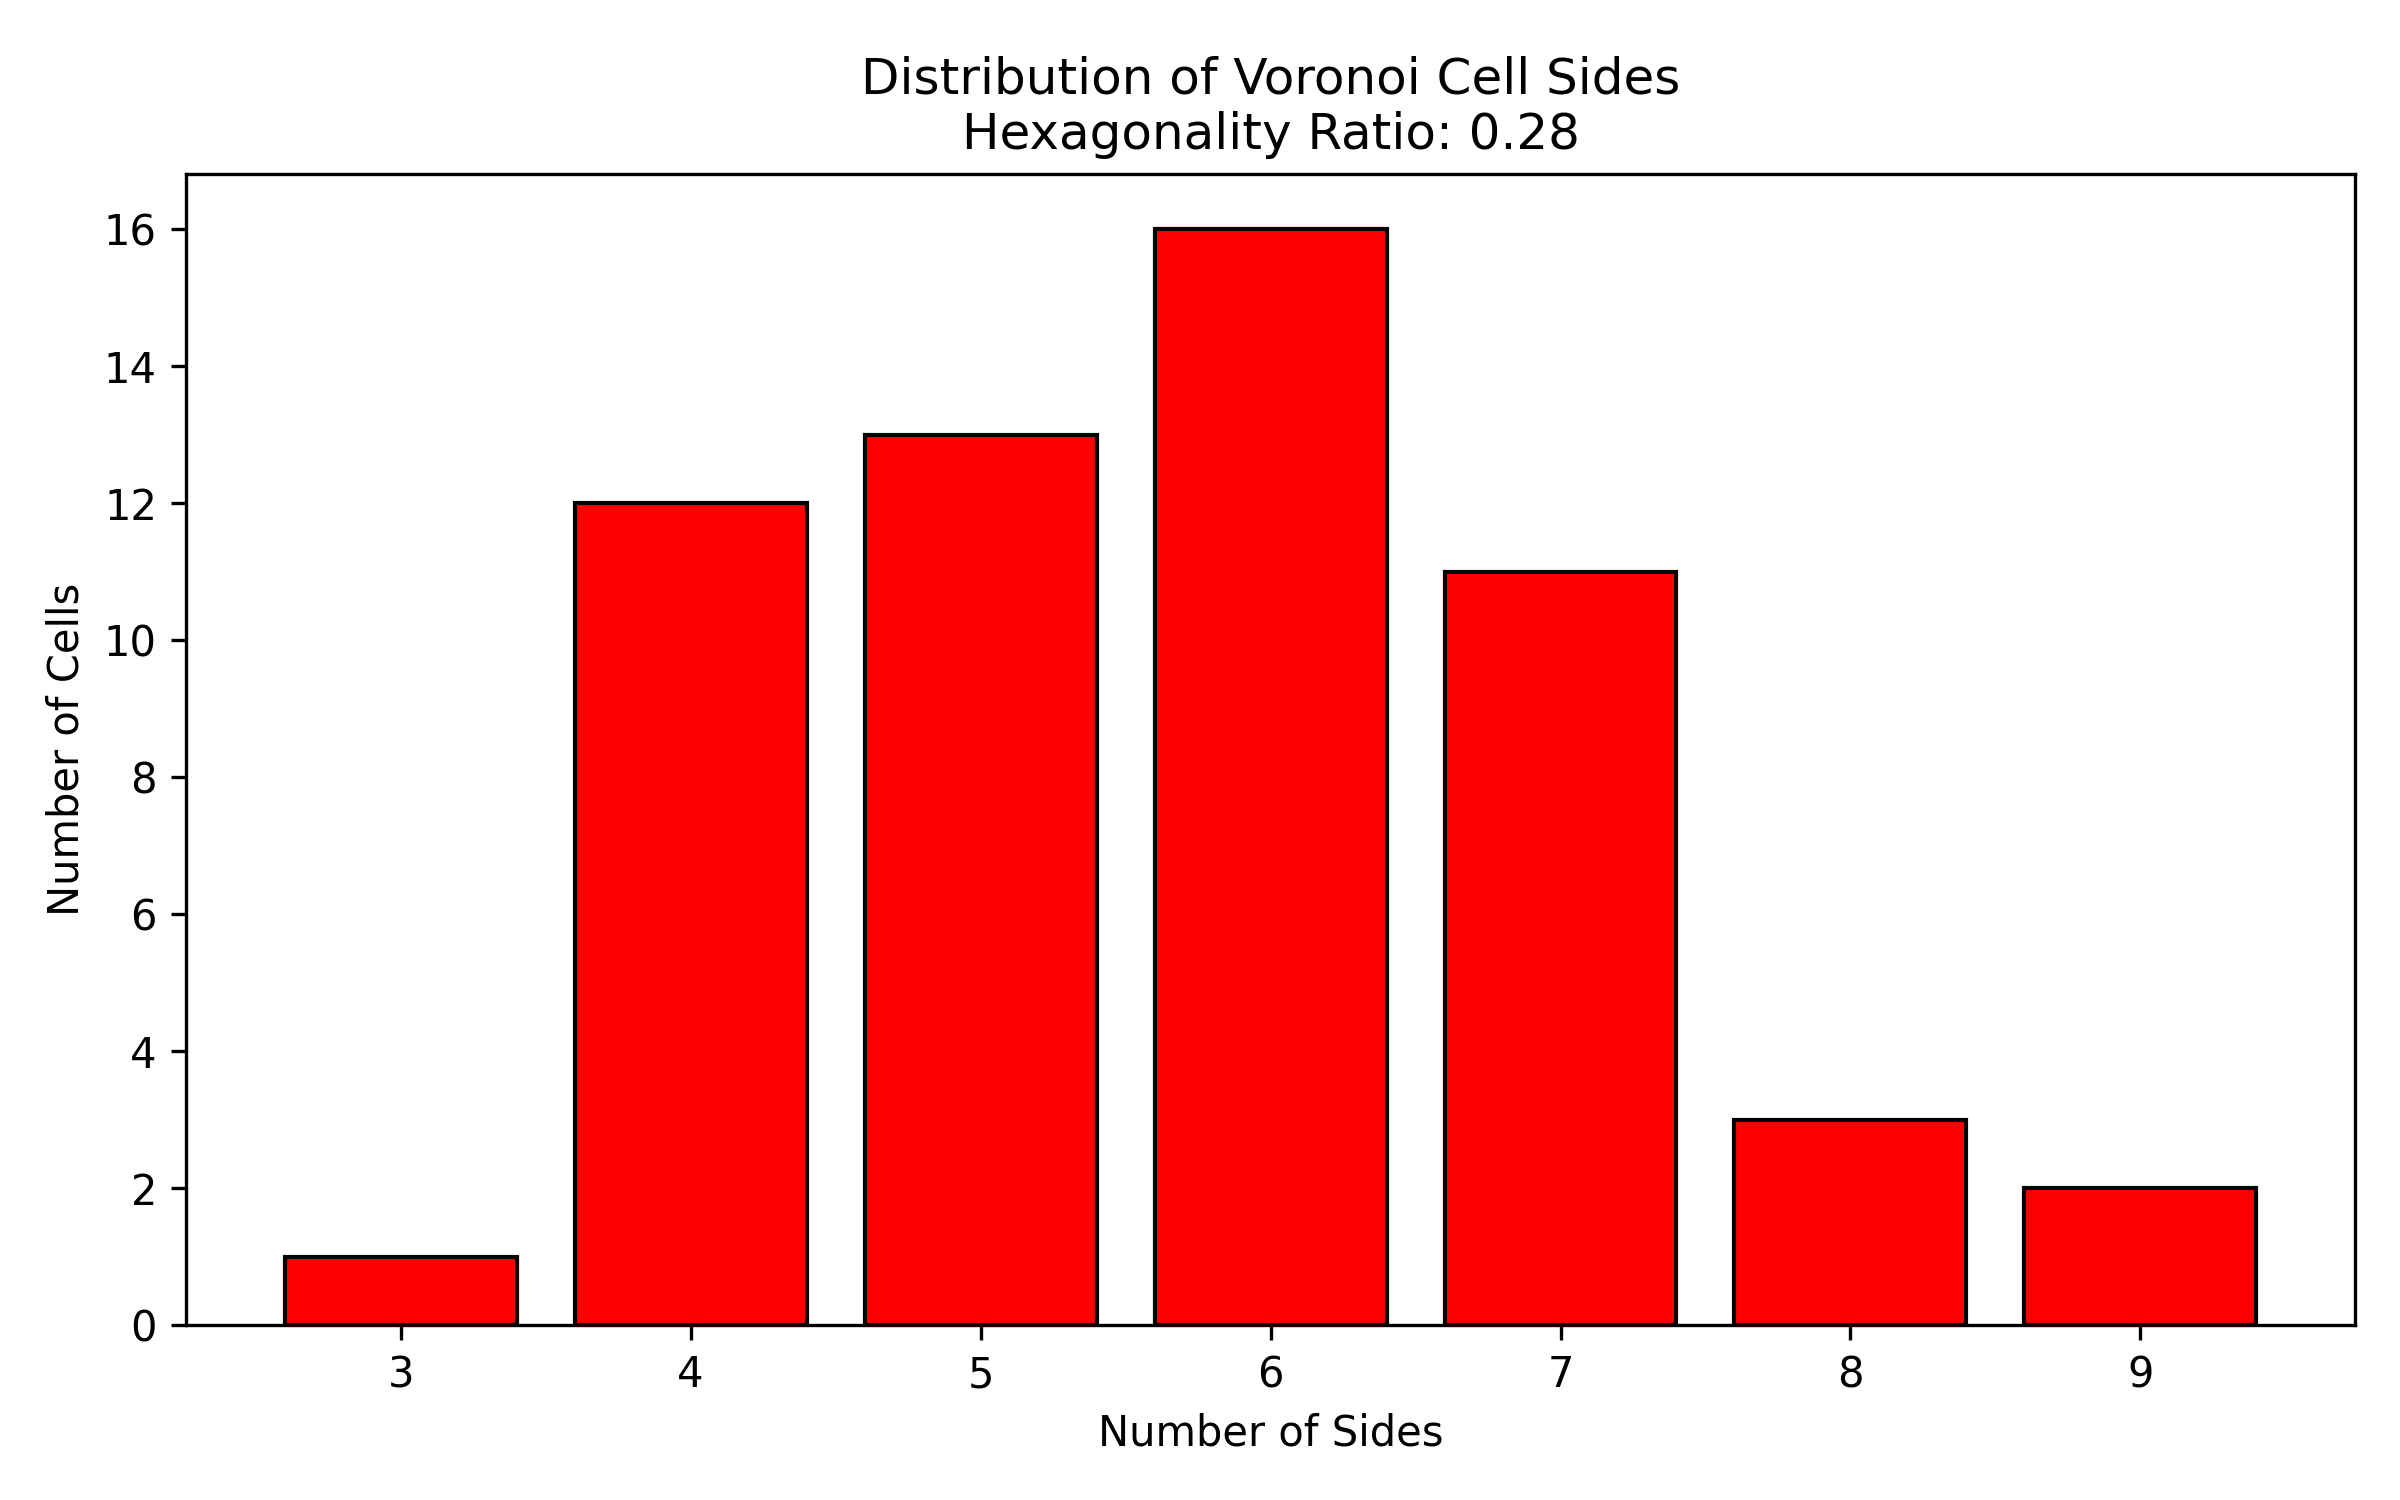 Distribution of Voronoi Cell Sides
Hexagonality Ratio: 0.28
Number of Cells
16
14
12
10
8
6
4
2
0
3 4 5 6 7 8 9
Number of Sides